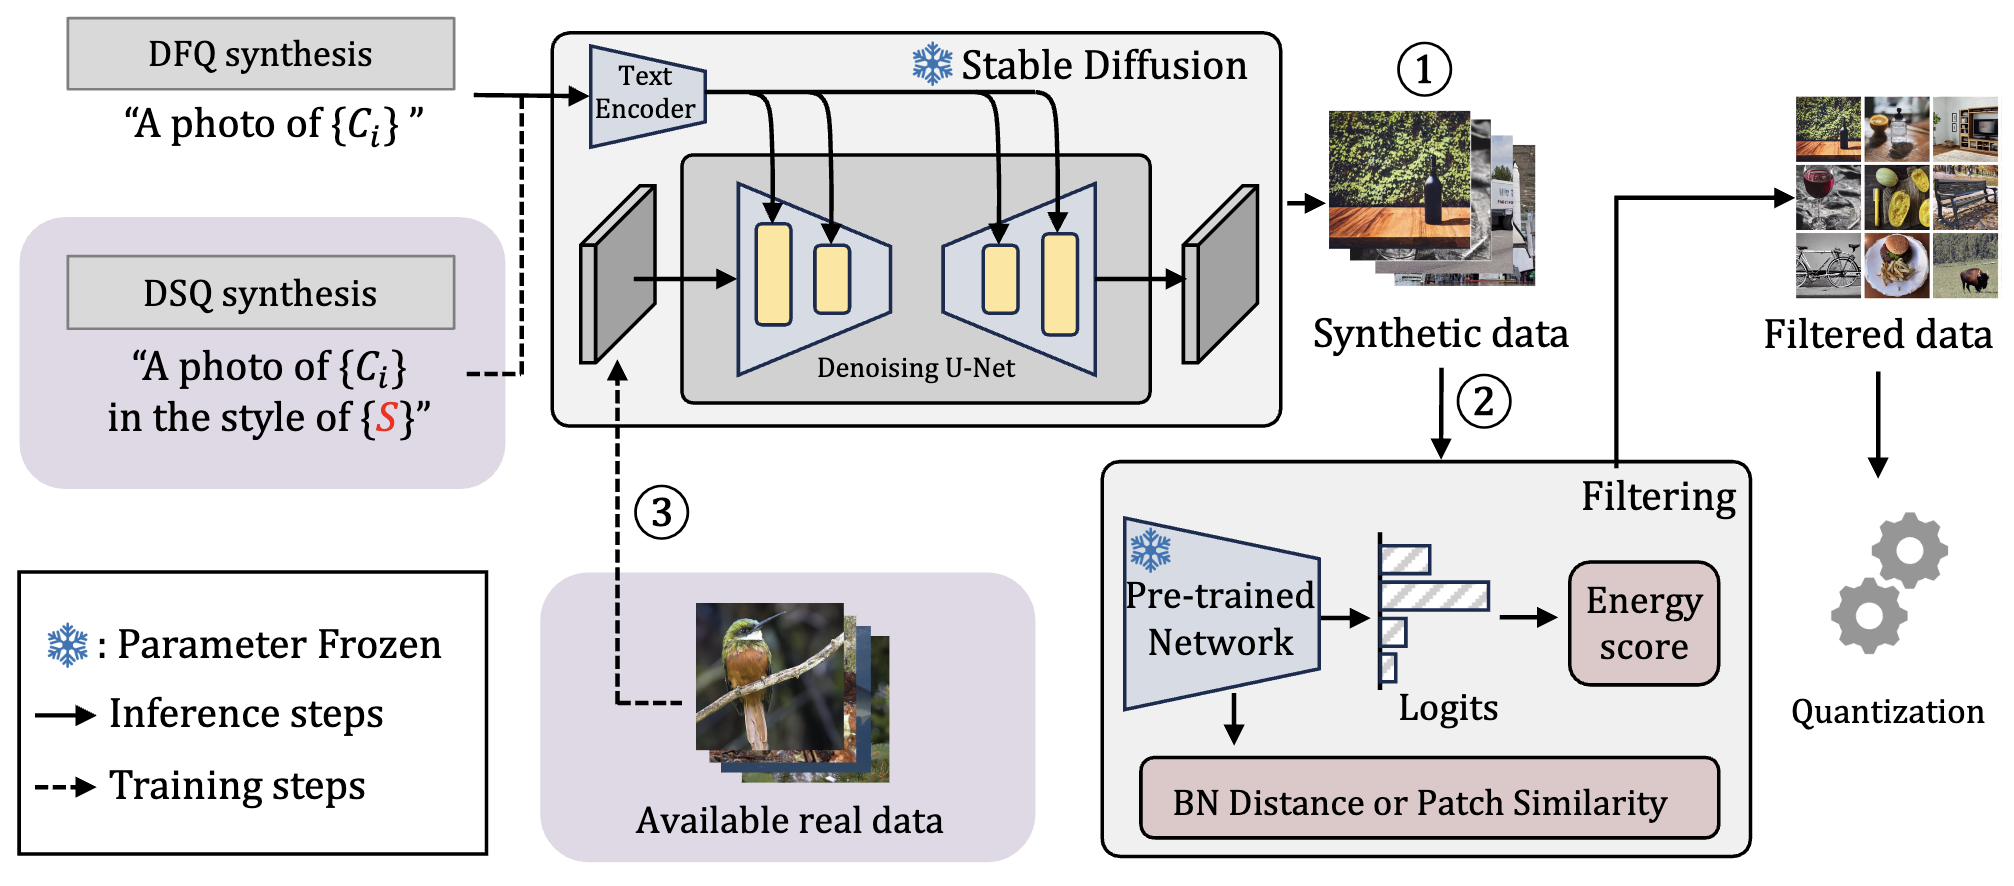 DFQ synthesis
“A photo of {Cᵢ} ”
DSQ synthesis
“A photo of {Cᵢ}
in the style of {S}”
: Parameter Frozen
Inference steps
Training steps
Text
Encoder
Stable Diffusion
Denoising U-Net
③
Available real data
①
Synthetic data
②
Filtering
Pre-trained
Network
Logits
Energy
score
BN Distance or Patch Similarity
Filtered data
Quantization